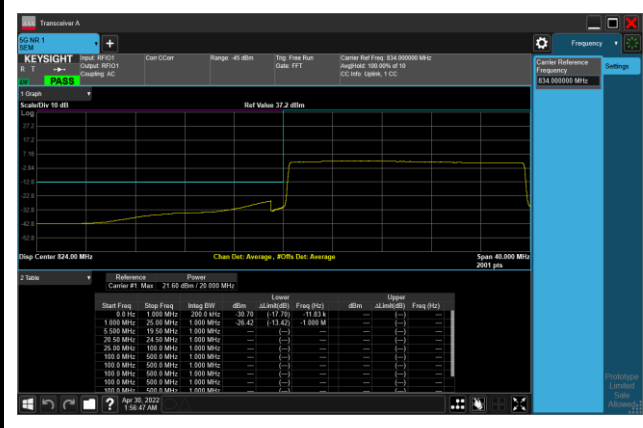 Transceiver A
5G NR 1
SEM
+
Frequency
KEYSIGHT
R T
PASS
Input: RFIO1
Output: RFIO1
Coupling: AC
Corr CCorr
Range: -45 dBm
Trig: Free Run
Gate: FFT
Carrier Ref Freq: 834.000000 MHz
Avg|Hold: 100.00% of 10
CC Info: Uplink, 1 CC
Carrier Reference
Frequency
834.000000 MHz
Settings
1 Graph
Scale/Div 10 dB
Ref Value 37.2 dBm
Log
27.2
17.2
7.16
-2.84
-12.8
-22.8
-32.8
-42.8
-52.8
Disp Center 824.00 MHz
Chan Det: Average , #Offs Det: Average
Span 40.000 MHz
2001 pts
2 Table
Reference Power
Carrier #1 Max 21.60 dBm / 20.000 MHz
Lower Upper
Start Freq Stop Freq Integ BW dBm ΔLimit(dB) Freq (Hz) dBm ΔLimit(dB) Freq (Hz)
0.0 Hz 1.000 MHz 200.0 kHz -30.70 (-17.70) -11.83 k --- (---) ---
1.000 MHz 25.00 MHz 1.000 MHz -26.42 (-13.42) -1.000 M --- (---) ---
5.500 MHz 19.50 MHz 1.000 MHz --- (---) --- --- (---) ---
20.50 MHz 24.50 MHz 1.000 MHz --- (---) --- --- (---) ---
25.00 MHz 100.0 MHz 1.000 MHz --- (---) --- --- (---) ---
100.0 MHz 500.0 MHz 1.000 MHz --- (---) --- --- (---) ---
100.0 MHz 500.0 MHz 1.000 MHz --- (---) --- --- (---) ---
100.0 MHz 500.0 MHz 1.000 MHz --- (---) --- --- (---) ---
100.0 MHz 500.0 MHz 1.000 MHz --- (---) --- --- (---) ---
100.0 MHz 500.0 MHz 1.000 MHz --- (---) --- --- (---) ---
?
Apr 30, 2022
1:56:47 AM
Prototype
Limited
Sale
Allowed